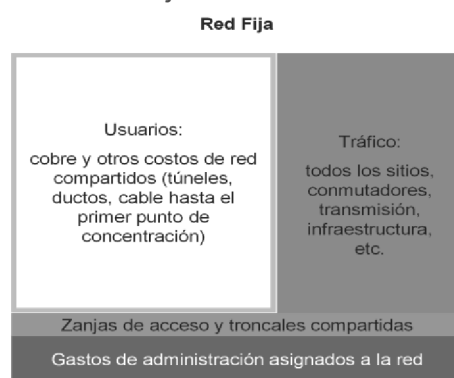 Red Fija
Usuarios:
cobre y otros costos de red
compartidos (túneles,
ductos, cable hasta el
primer punto de
concentración)
Tráfico:
todos los sitios,
conmutadores,
transmisión,
infraestructura,
etc.
Zanjas de acceso y troncales compartidas
Gastos de administración asignados a la red